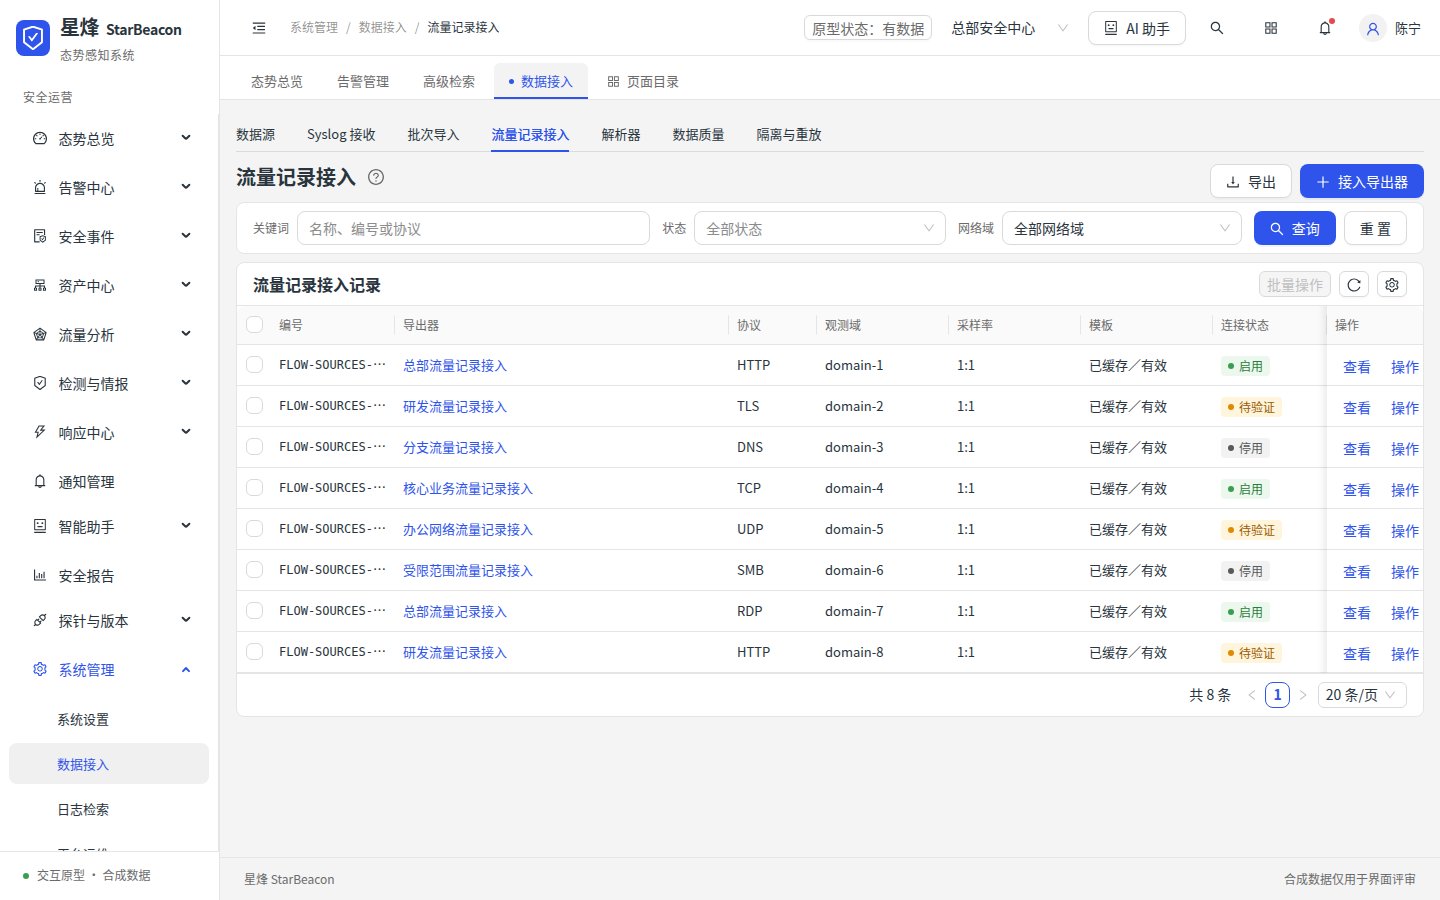 星烽 StarBeacon
态势感知系统
安全运营
态势总览
告警中心
安全事件
资产中心
流量分析
检测与情报
响应中心
通知管理
智能助手
安全报告
探针与版本
系统管理
系统设置
数据接入
日志检索
交互原型 · 合成数据
系统管理 / 数据接入 / 流量记录接入
原型状态：有数据
总部安全中心
AI 助手
陈宁
态势总览 告警管理 高级检索 数据接入 页面目录
数据源 Syslog 接收 批次导入 流量记录接入 解析器 数据质量 隔离与重放
流量记录接入
导出 接入导出器
关键词 名称、编号或协议 状态 全部状态 网络域 全部网络域 查询 重 置
流量记录接入记录
批量操作
编号 导出器 协议 观测域 采样率 模板 连接状态 操作
FLOW-SOURCES-··· 总部流量记录接入 HTTP domain-1 1:1 已缓存／有效 启用 查看 操作
FLOW-SOURCES-··· 研发流量记录接入 TLS domain-2 1:1 已缓存／有效 待验证 查看 操作
FLOW-SOURCES-··· 分支流量记录接入 DNS domain-3 1:1 已缓存／有效 停用 查看 操作
FLOW-SOURCES-··· 核心业务流量记录接入 TCP domain-4 1:1 已缓存／有效 启用 查看 操作
FLOW-SOURCES-··· 办公网络流量记录接入 UDP domain-5 1:1 已缓存／有效 待验证 查看 操作
FLOW-SOURCES-··· 受限范围流量记录接入 SMB domain-6 1:1 已缓存／有效 停用 查看 操作
FLOW-SOURCES-··· 总部流量记录接入 RDP domain-7 1:1 已缓存／有效 启用 查看 操作
FLOW-SOURCES-··· 研发流量记录接入 HTTP domain-8 1:1 已缓存／有效 待验证 查看 操作
共 8 条 < 1 > 20 条/页
星烽 StarBeacon
合成数据仅用于界面评审